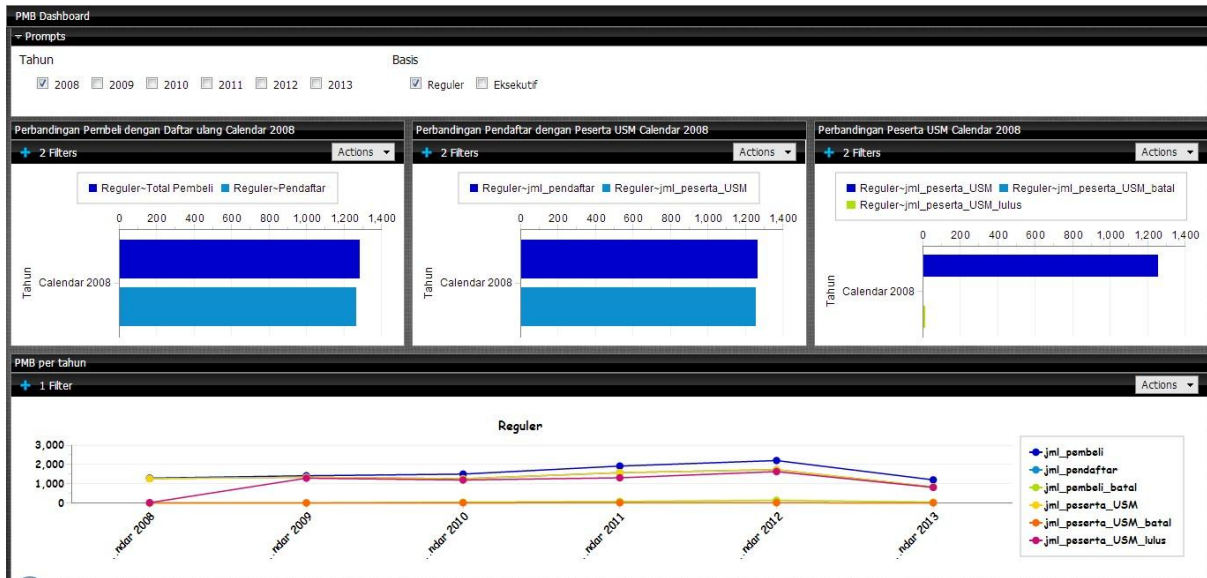 PMB Dashboard
Prompts
Tahun
2008 2009 2010 2011 2012 2013
Basis
Reguler Eksekutif
Perbandingan Pembeli dengan Daftar ulang Calendar 2008
2 Filters
Actions
Reguler~Total Pembeli Reguler~Pendaftar
0 200 400 600 800 1,000 1,200 1,400
Tahun
Calendar 2008
Perbandingan Pendaftar dengan Peserta USM Calendar 2008
2 Filters
Actions
Reguler~jml_pendaftar Reguler~jml_peserta_USM
0 200 400 600 800 1,000 1,200 1,400
Tahun
Calendar 2008
Perbandingan Peserta USM Calendar 2008
2 Filters
Actions
Reguler~jml_peserta_USM Reguler~jml_peserta_USM_batal
Reguler~jml_peserta_USM_lulus
0 200 400 600 800 1,000 1,200 1,400
Tahun
Calendar 2008
PMB per tahun
1 Filter
Actions
Reguler
3,000
2,000
1,000
0
...ndar 2008
...ndar 2009
...ndar 2010
...ndar 2011
...ndar 2012
...ndar 2013
jml_pembeli
jml_pendaftar
jml_pembeli_batal
jml_peserta_USM
jml_peserta_USM_batal
jml_peserta_USM_lulus